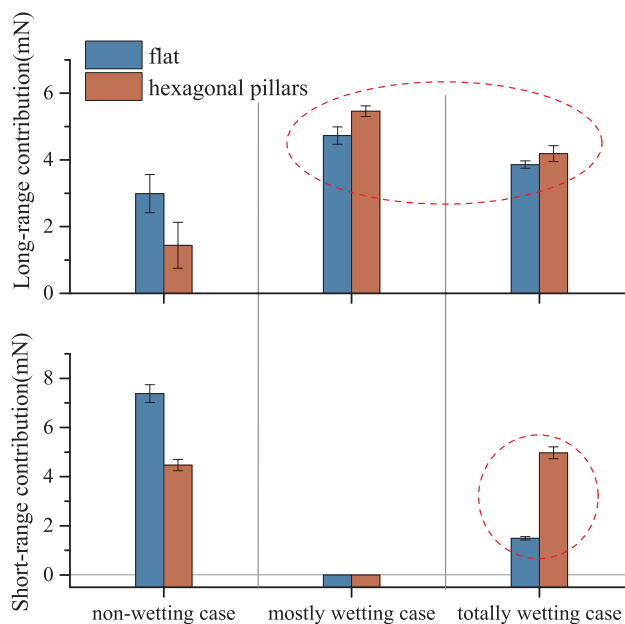 flat
hexagonal pillars
Long-range contribution(mN)
6
4
2
0
Short-range contribution(mN)
8
6
4
2
0
non-wetting case
mostly wetting case
totally wetting case